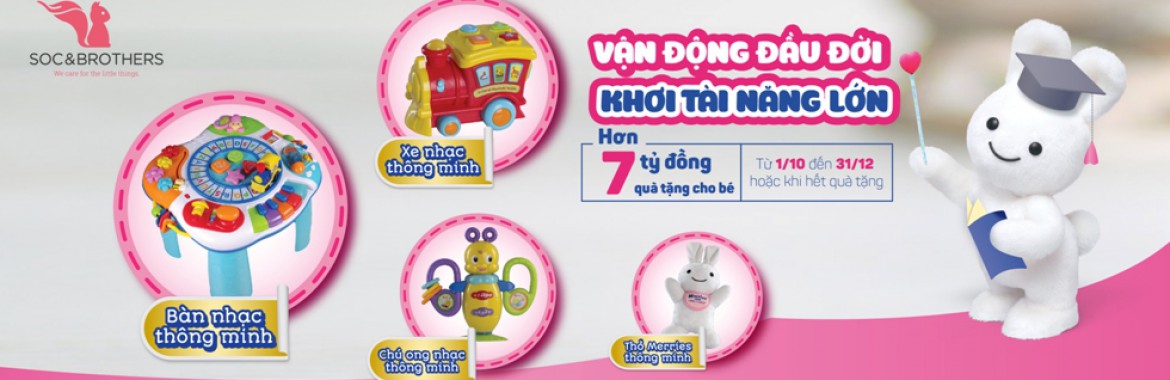 SOC&BROTHERS
We care for the little things
VẬN ĐỘNG ĐẦU ĐỜI
KHƠI TÀI NĂNG LỚN
Hơn
7 tỷ đồng
quà tặng cho bé
Từ 1/10 đến 31/12
hoặc khi hết quà tặng
Xe nhạc
thông minh
Bàn nhạc
thông minh
Chú ong nhạc
thông minh
Thỏ Merries
thông minh